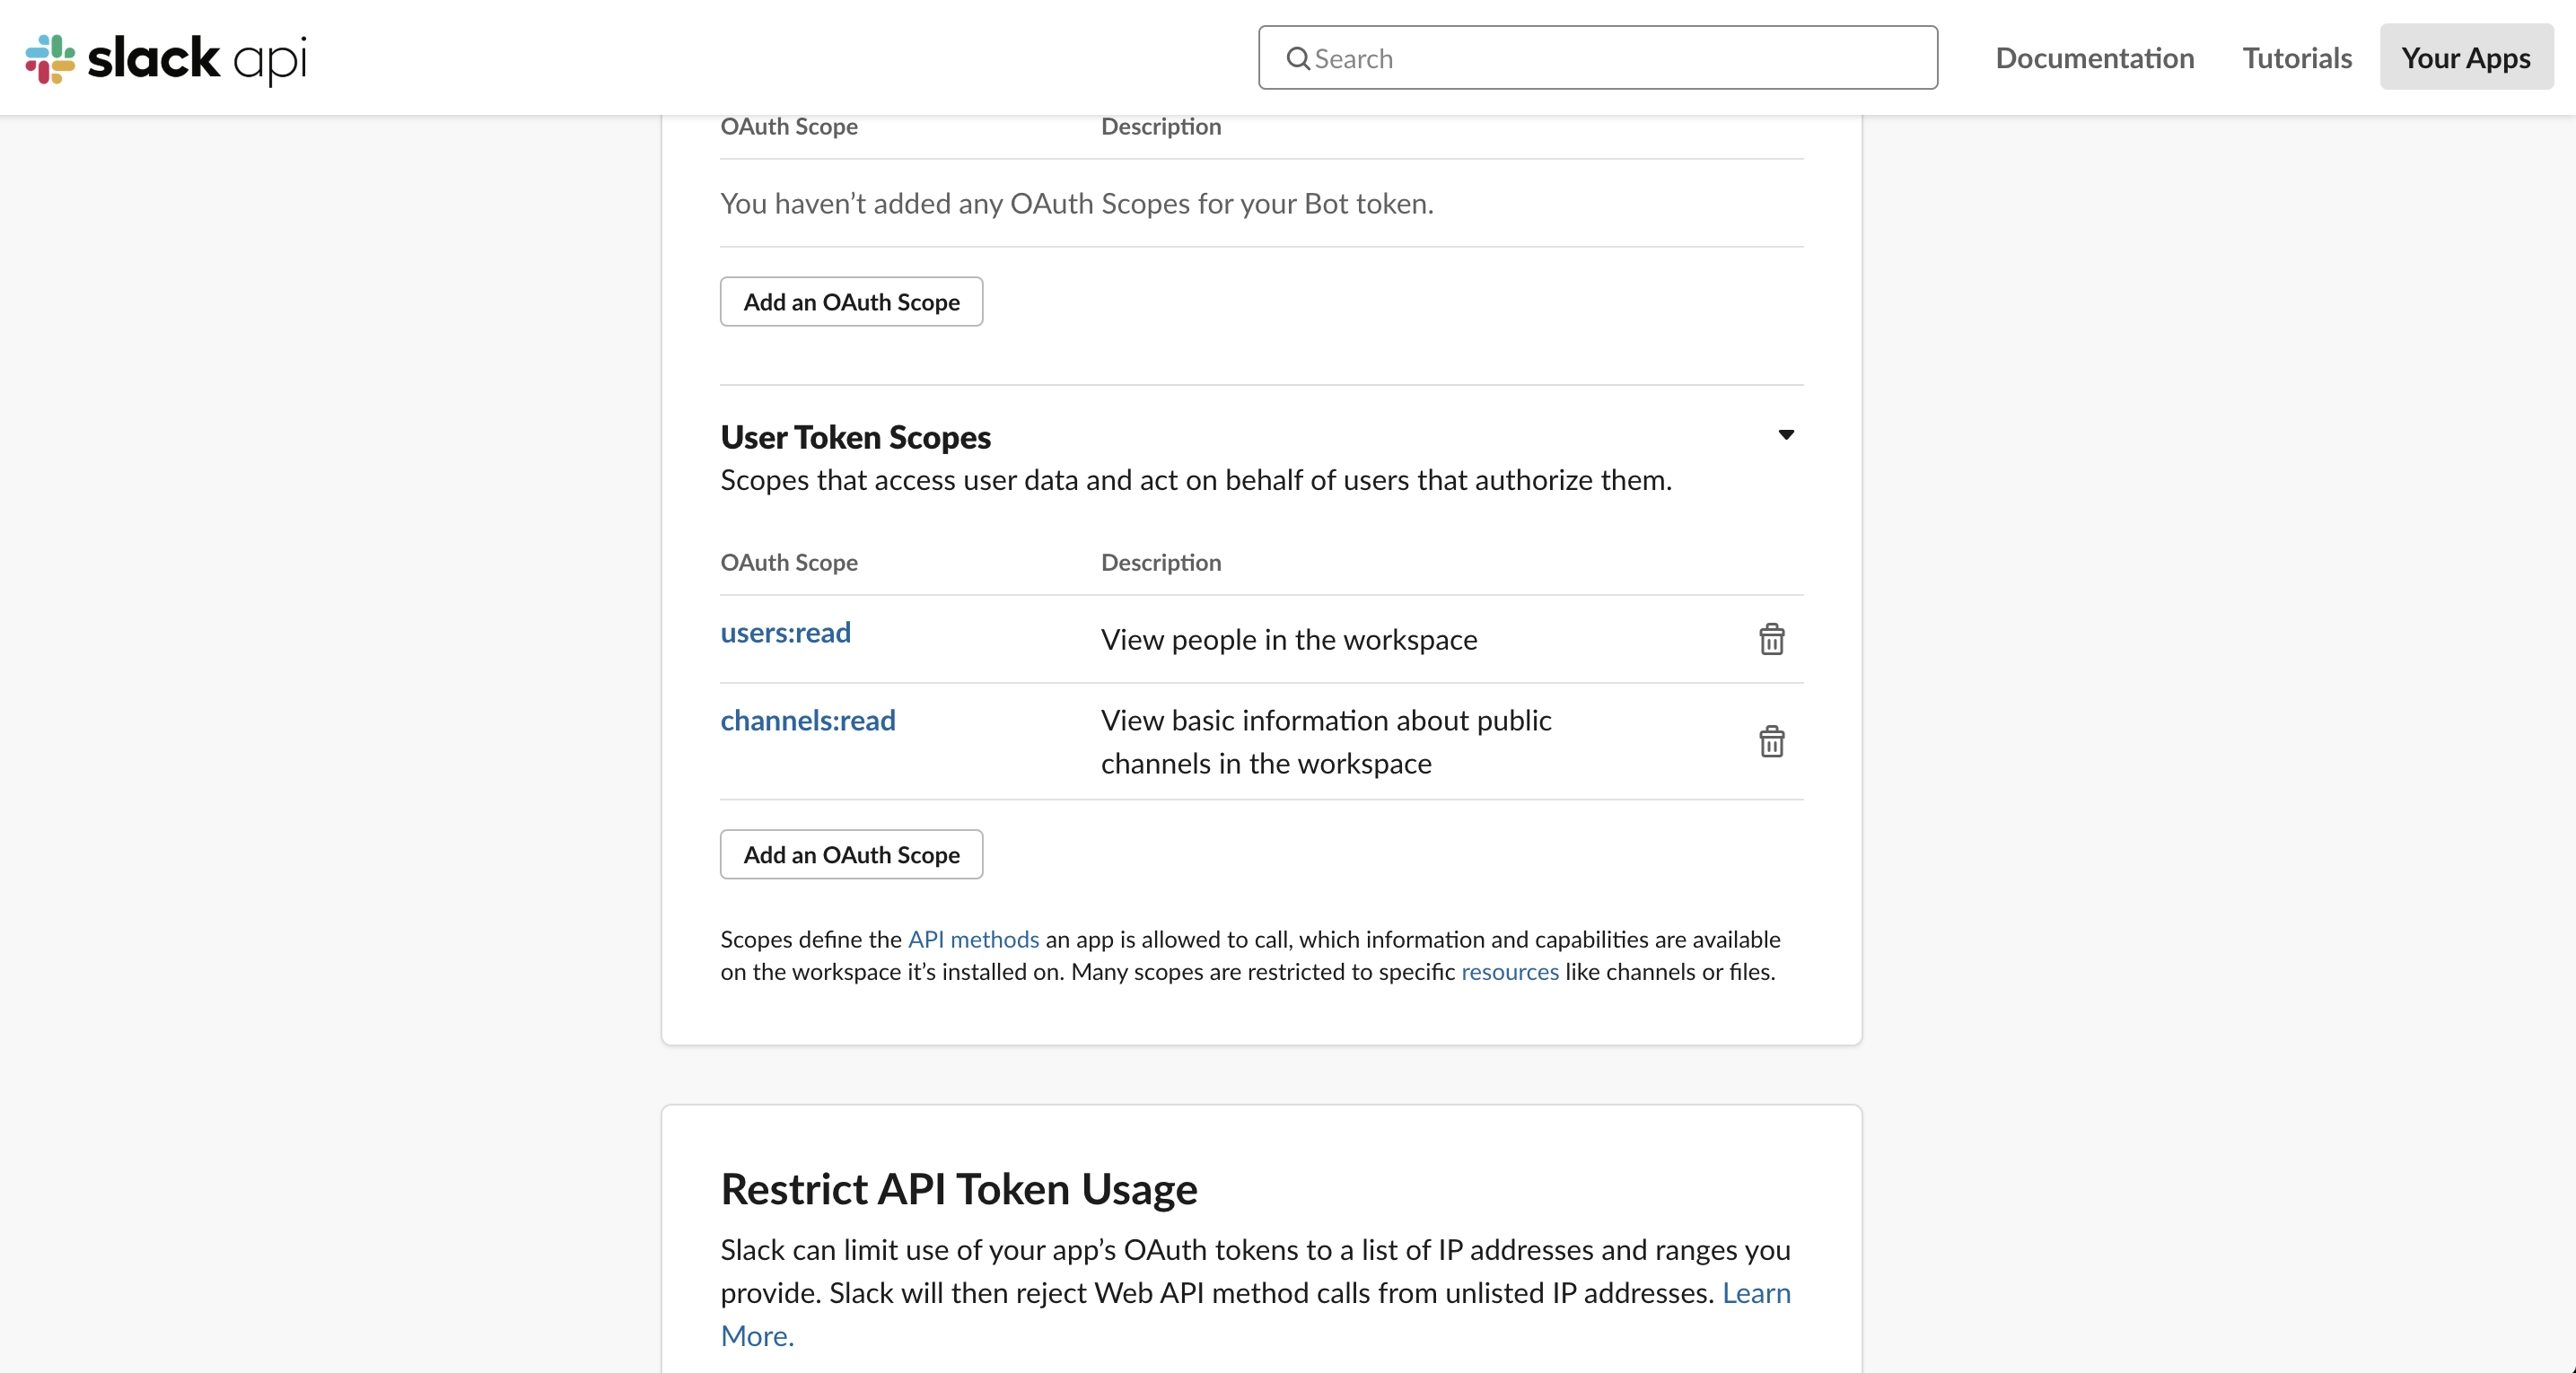 slack api
Search
Documentation
Tutorials
Your Apps
OAuth Scope
Description
You haven’t added any OAuth Scopes for your Bot token.
Add an OAuth Scope
User Token Scopes
Scopes that access user data and act on behalf of users that authorize them.
OAuth Scope
Description
users:read
View people in the workspace
channels:read
View basic information about public
channels in the workspace
Add an OAuth Scope
Scopes define the API methods an app is allowed to call, which information and capabilities are available
on the workspace it’s installed on. Many scopes are restricted to specific resources like channels or files.
Restrict API Token Usage
Slack can limit use of your app’s OAuth tokens to a list of IP addresses and ranges you
provide. Slack will then reject Web API method calls from unlisted IP addresses. Learn
More.